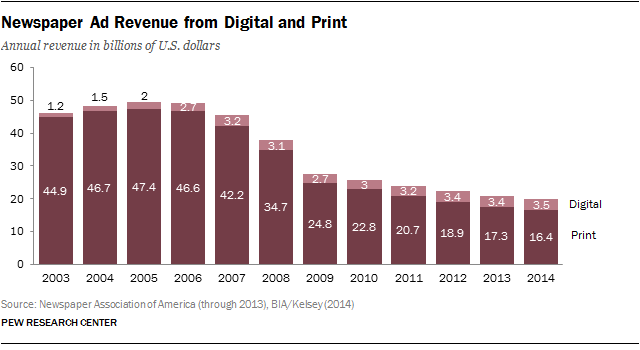 Newspaper Ad Revenue from Digital and Print
Annual revenue in billions of U.S. dollars
60
50
40
30
20
10
0
1.2 1.5 2 2.7 3.2 3.1 2.7 3 3.2 3.4 3.4 3.5
44.9 46.7 47.4 46.6 42.2 34.7 24.8 22.8 20.7 18.9 17.3 16.4
Digital
Print
2003 2004 2005 2006 2007 2008 2009 2010 2011 2012 2013 2014
Source: Newspaper Association of America (through 2013), BIA/Kelsey (2014)
PEW RESEARCH CENTER